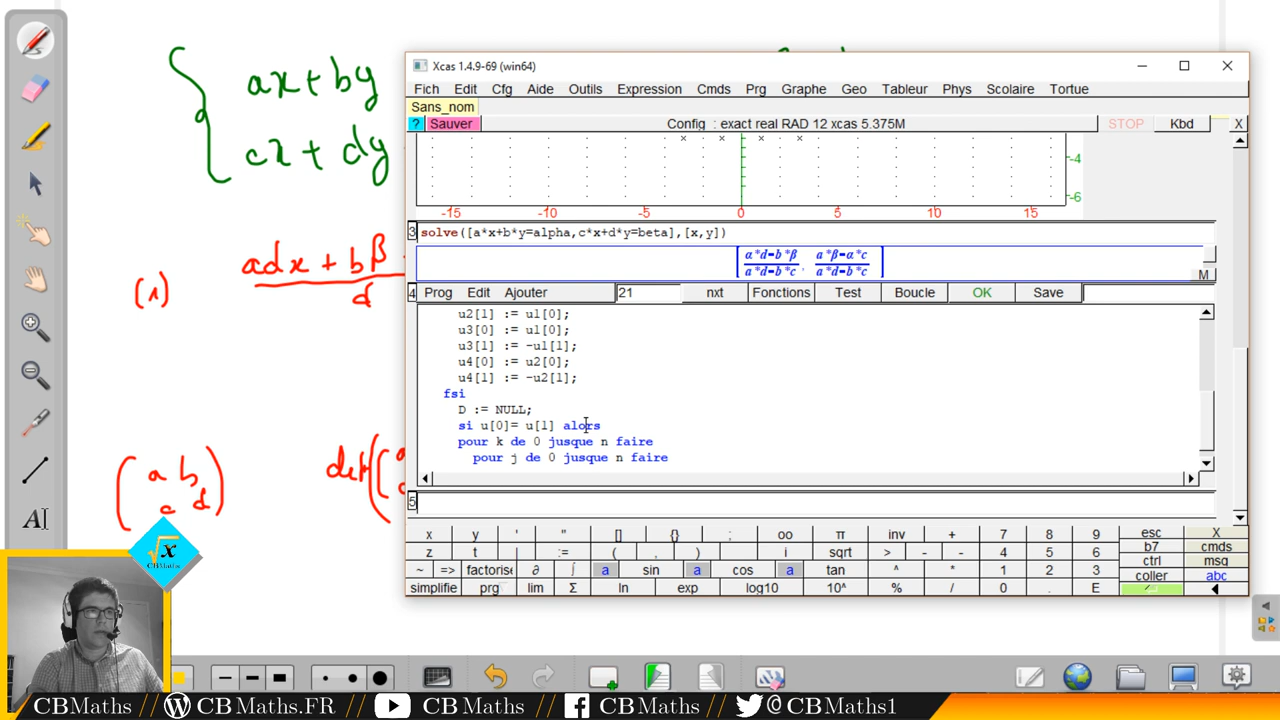 ax + by
cx + dy
(1)
adx + bβ
d
( a b
c d )
det
AI
√x
CBMaths
Xcas 1.4.9-69 (win64)
Fich Edit Cfg Aide Outils Expression Cmds Prg Graphe Geo Tableur Phys Scolaire Tortue
Sans_nom
? Sauver Config : exact real RAD 12 xcas 5.375M STOP Kbd X
-4
-6
-15 -10 -5 0 5 10 15
3 solve([a*x+b*y=alpha,c*x+d*y=beta],[x,y])
α*d-b*β a*β-α*c
a*d-b*c , a*d-b*c
M
4 Prog Edit Ajouter 21 nxt Fonctions Test Boucle OK Save
u2[1] := u1[0];
u3[0] := u1[0];
u3[1] := -u1[1];
u4[0] := u2[0];
u4[1] := -u2[1];
fsi
D := NULL;
si u[0]= u[1] alors
pour k de 0 jusque n faire
pour j de 0 jusque n faire
5
x y ' " [] {} ; oo π inv + 7 8 9 esc X
z t | := ( , ) i sqrt > - - 4 5 6 b7 cmds
~ => factorise ∂ ∫ a sin a cos a tan ^ * 1 2 3 ctrl msg
simplifie prg lim Σ ln exp log10 10^ % / 0 . E coller abc
CBMaths CBMaths.FR CBMaths CBMaths @CBMaths1